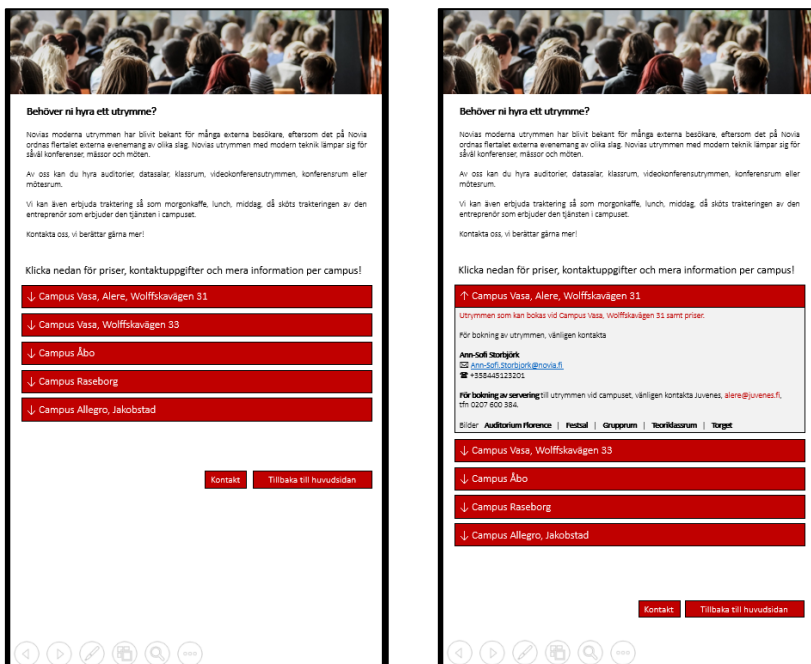 Behöver ni hyra ett utrymme?
Novias moderna utrymmen har blivit bekant för många externa besökare, eftersom det på Novia
ordnas flertalet externa evenemang av olika slag. Novias utrymmen med modern teknik lämpar sig för
såväl konferenser, mässor och möten.
Av oss kan du hyra auditorier, datasalar, klassrum, videokonferensutrymmen, konferensrum eller
mötesrum.
Vi kan även erbjuda traktering så som morgonkaffe, lunch, middag, då sköts trakteringen av den
entreprenör som erbjuder den tjänsten i campuset.
Kontakta oss, vi berättar gärna mer!
Klicka nedan för priser, kontaktuppgifter och mera information per campus!
↓ Campus Vasa, Alere, Wolffskavägen 31
↓ Campus Vasa, Wolffskavägen 33
↓ Campus Åbo
↓ Campus Raseborg
↓ Campus Allegro, Jakobstad
Kontakt
Tillbaka till huvudsidan
Behöver ni hyra ett utrymme?
Novias moderna utrymmen har blivit bekant för många externa besökare, eftersom det på Novia
ordnas flertalet externa evenemang av olika slag. Novias utrymmen med modern teknik lämpar sig för
såväl konferenser, mässor och möten.
Av oss kan du hyra auditorier, datasalar, klassrum, videokonferensutrymmen, konferensrum eller
mötesrum.
Vi kan även erbjuda traktering så som morgonkaffe, lunch, middag, då sköts trakteringen av den
entreprenör som erbjuder den tjänsten i campuset.
Kontakta oss, vi berättar gärna mer!
Klicka nedan för priser, kontaktuppgifter och mera information per campus!
↑ Campus Vasa, Alere, Wolffskavägen 31
Utrymmen som kan bokas vid Campus Vasa, Wolffskavägen 31 samt priser.
För bokning av utrymmen, vänligen kontakta
Ann-Sofi Storbjörk
✉ Ann-Sofi.Storbjork@novia.fi
☎ +358445123201
För bokning av servering till utrymmen vid campuset, vänligen kontakta Juvenes, alere@juvenes.fi,
tfn 0207 600 384.
Bilder Auditorium Florence | Festsal | Grupprum | Teoriklassrum | Torget
↓ Campus Vasa, Wolffskavägen 33
↓ Campus Åbo
↓ Campus Raseborg
↓ Campus Allegro, Jakobstad
Kontakt
Tillbaka till huvudsidan